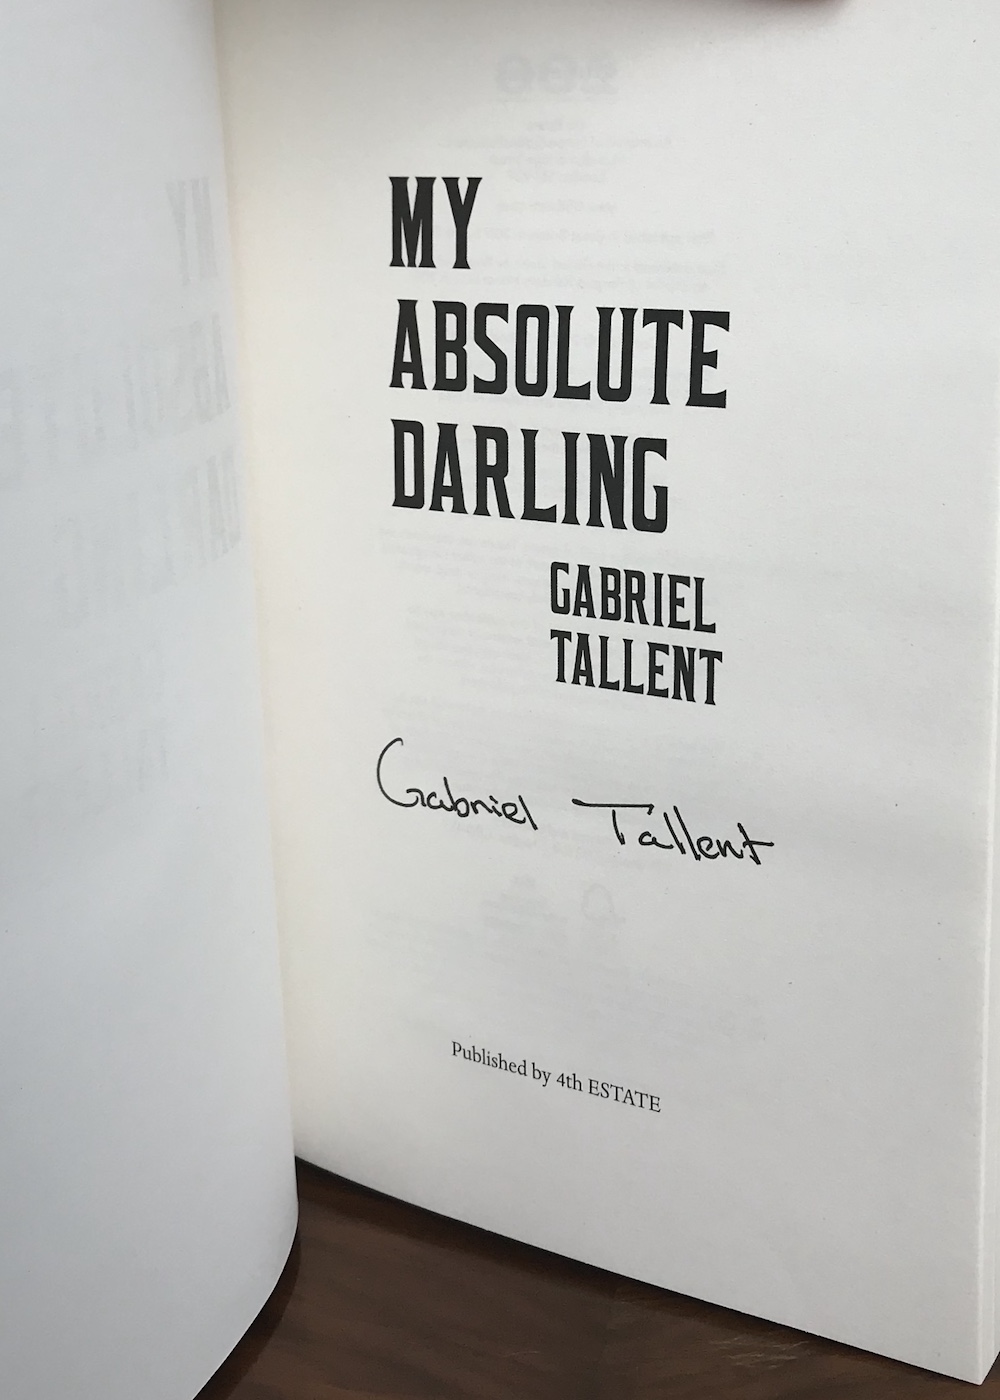 MY
ABSOLUTE
DARLING
GABRIEL
TALLENT
Gabriel Tallent
Published by 4th ESTATE